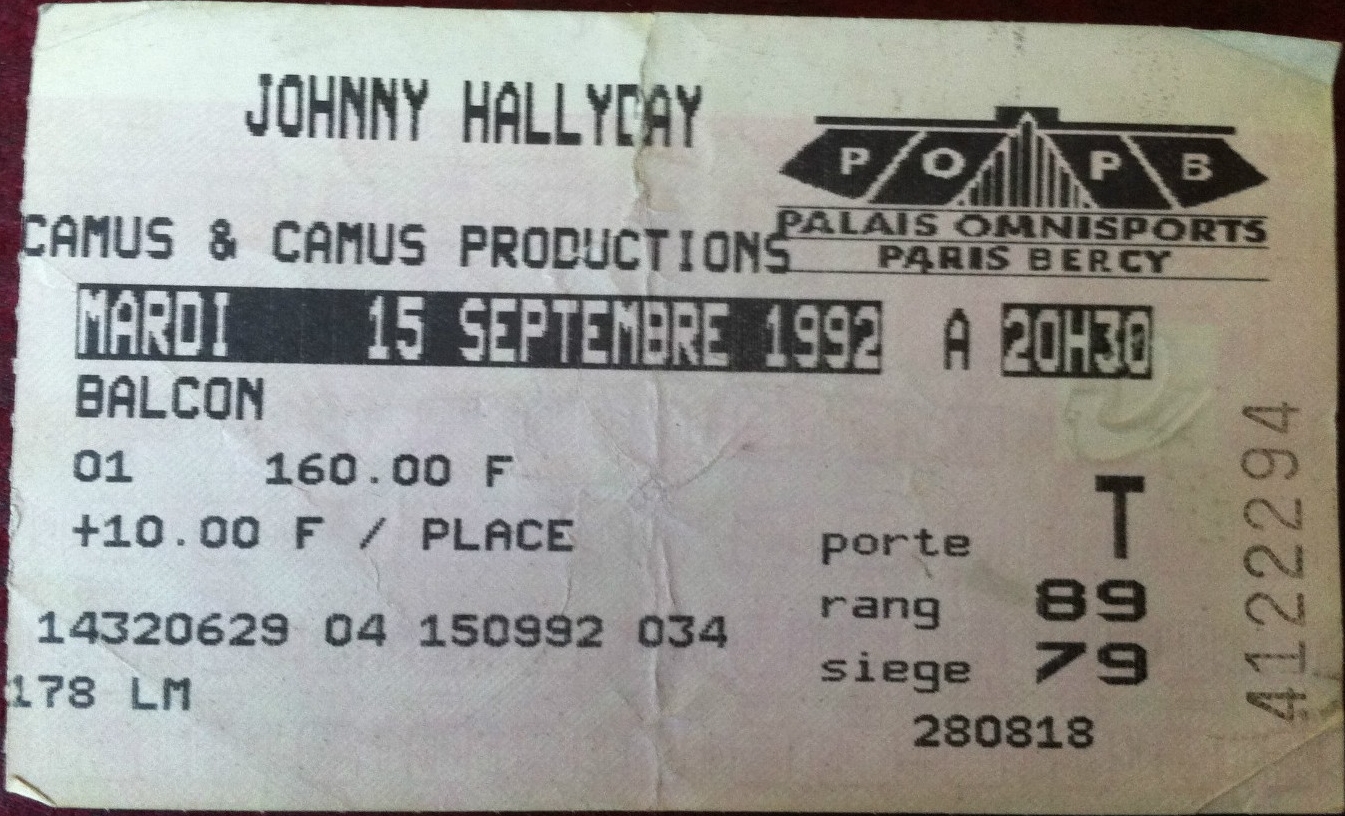 JOHNNY HALLYDAY
P O P B
PALAIS OMNISPORTS
PARIS BERCY
CAMUS & CAMUS PRODUCTIONS
MARDI 15 SEPTEMBRE 1992 A 20H30
BALCON
01 160.00 F
+10.00 F / PLACE
porte T
rang 89
siege 79
14320629 04 150992 034
178 LM
280818
4122294